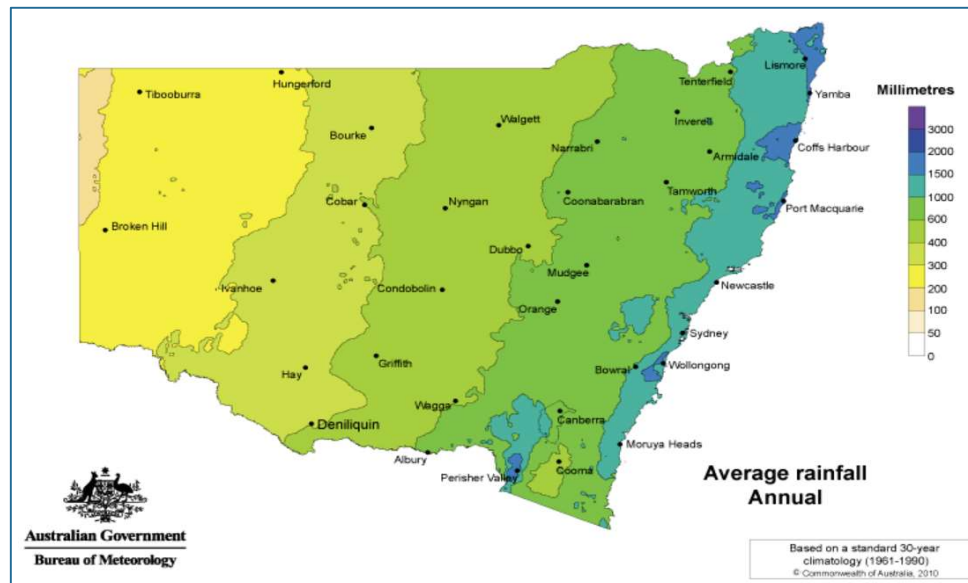 Hungerford
Tibooburra
Tenterfield
Lismore
Yamba
Walgett
Bourke
Inverell
Narrabri
Coffs Harbour
Armidale
Tamworth
Coonabarabran
Cobar
Nyngan
Port Macquarie
Broken Hill
Dubbo
Mudgee
Ivanhoe
Condobolin
Newcastle
Orange
Sydney
Griffith
Bowral
Wollongong
Hay
Wagga
Canberra
Deniliquin
Moruya Heads
Albury
Cooma
Perisher Valley
Millimetres
3000
2000
1500
1000
600
400
300
200
100
50
0
Average rainfall
Annual
Australian Government
Bureau of Meteorology
Based on a standard 30-year
climatology (1961-1990)
© Commonwealth of Australia, 2010